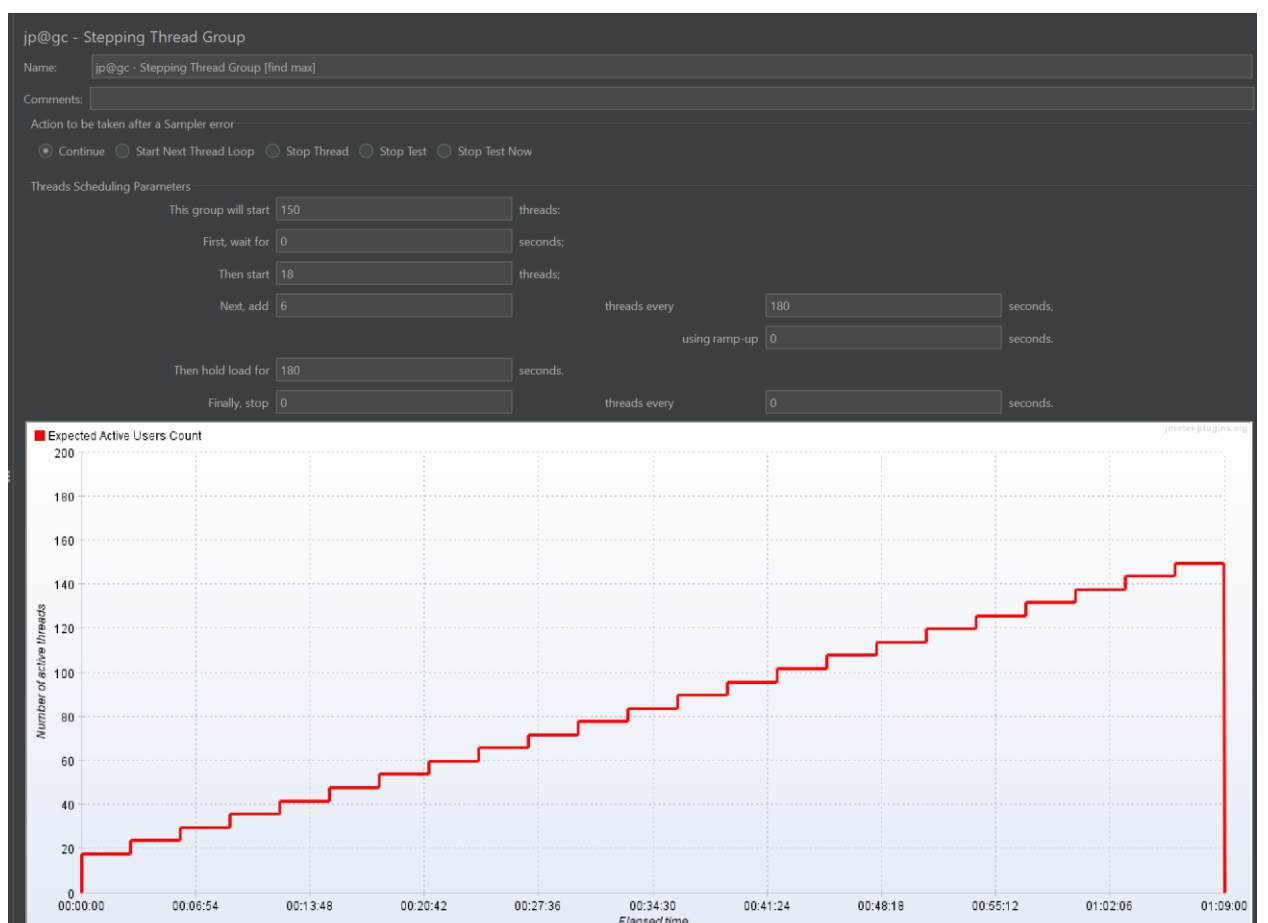 jp@gc - Stepping Thread Group
Name: jp@gc - Stepping Thread Group [find max]
Comments:
Action to be taken after a Sampler error
Continue Start Next Thread Loop Stop Thread Stop Test Stop Test Now
Threads Scheduling Parameters
This group will start 150 threads:
First, wait for 0 seconds;
Then start 18 threads;
Next, add 6 threads every 180 seconds,
using ramp-up 0 seconds.
Then hold load for 180 seconds.
Finally, stop 0 threads every 0 seconds.
Expected Active Users Count
jmeter-plugins.org
200
180
160
140
120
100
80
60
40
20
0
Number of active threads
00:00:00 00:06:54 00:13:48 00:20:42 00:27:36 00:34:30 00:41:24 00:48:18 00:55:12 01:02:06 01:09:00
Elapsed time